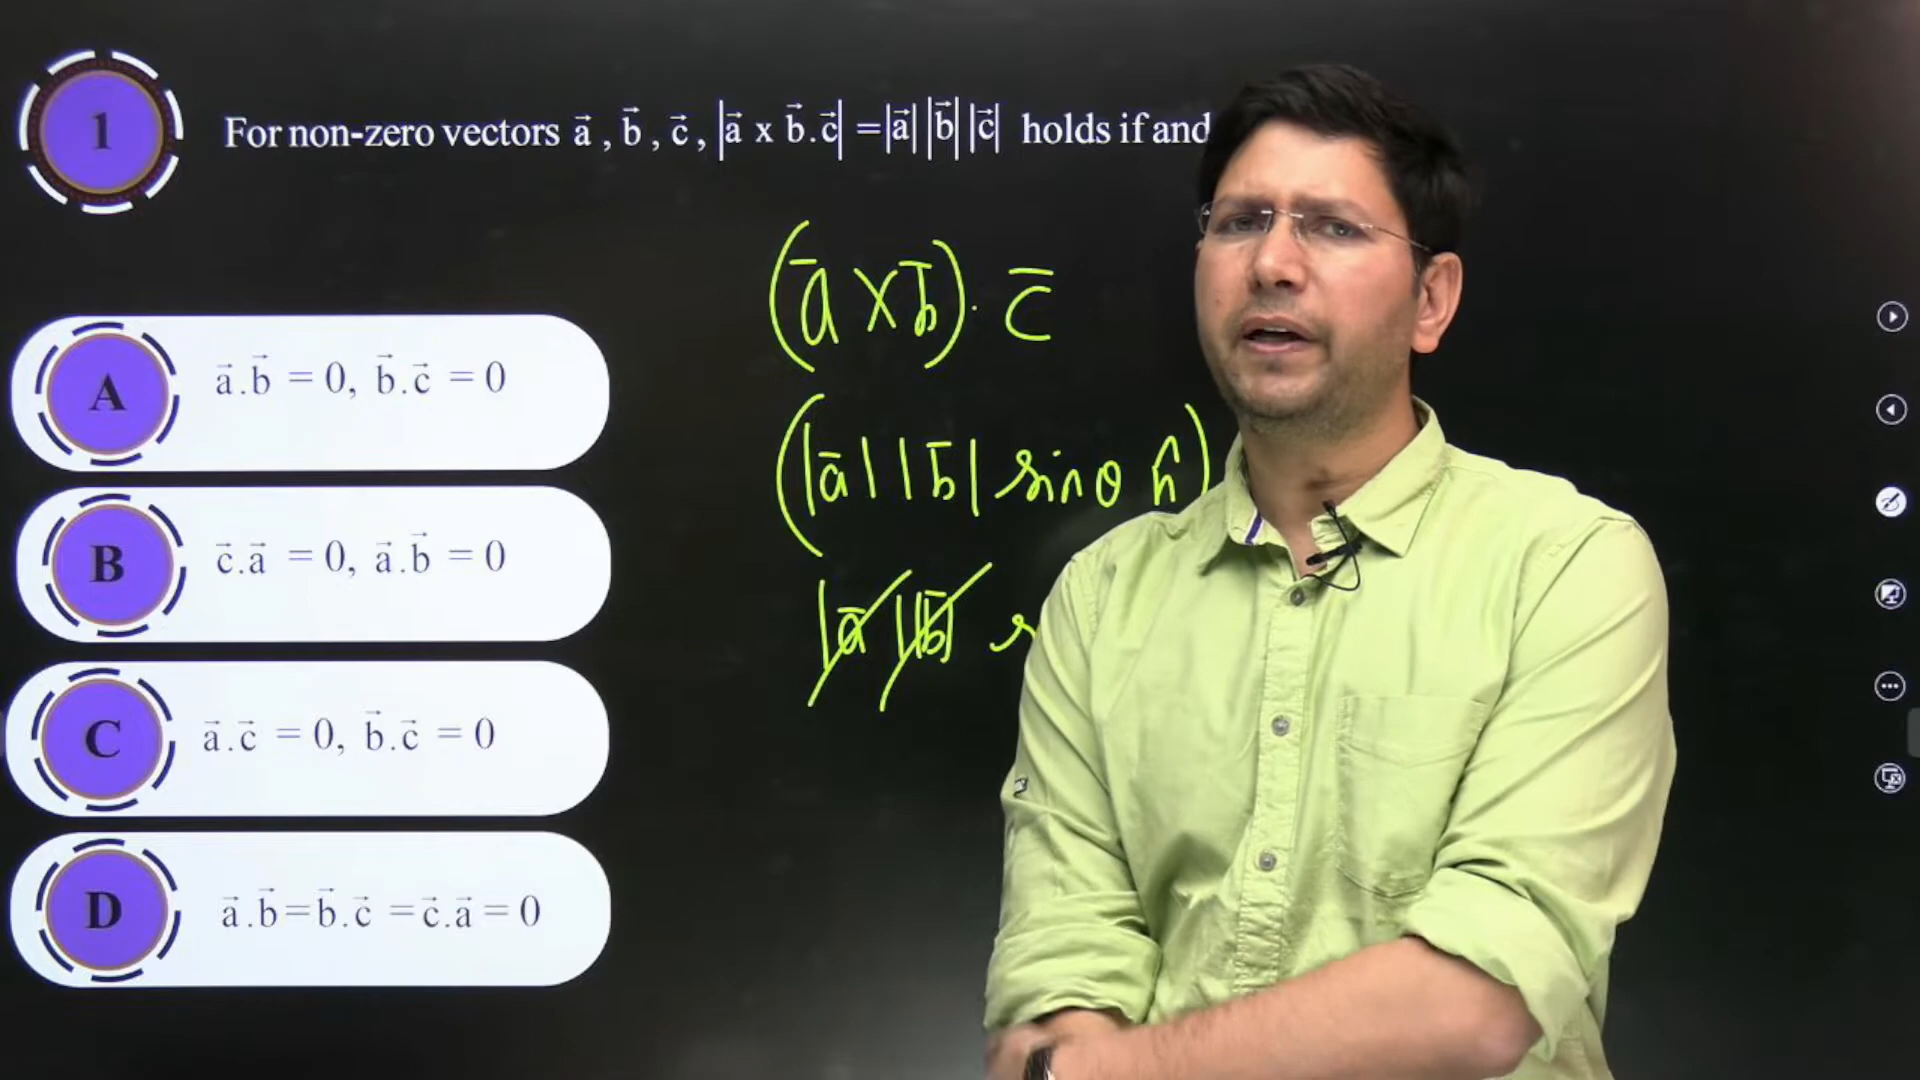 1
For non-zero vectors a⃗ , b⃗ , c⃗ , |a⃗ x b⃗ . c⃗| = |a⃗| |b⃗| |c⃗| holds if and
(a̅ × b̅) · c̅
A
a⃗ . b⃗ = 0, b⃗ . c⃗ = 0
(|a̅| |b̅| sin θ n̂)
B
c⃗ . a⃗ = 0, a⃗ . b⃗ = 0
|a̅| |b̅|
C
a⃗ . c⃗ = 0, b⃗ . c⃗ = 0
D
a⃗ . b⃗ = b⃗ . c⃗ = c⃗ . a⃗ = 0